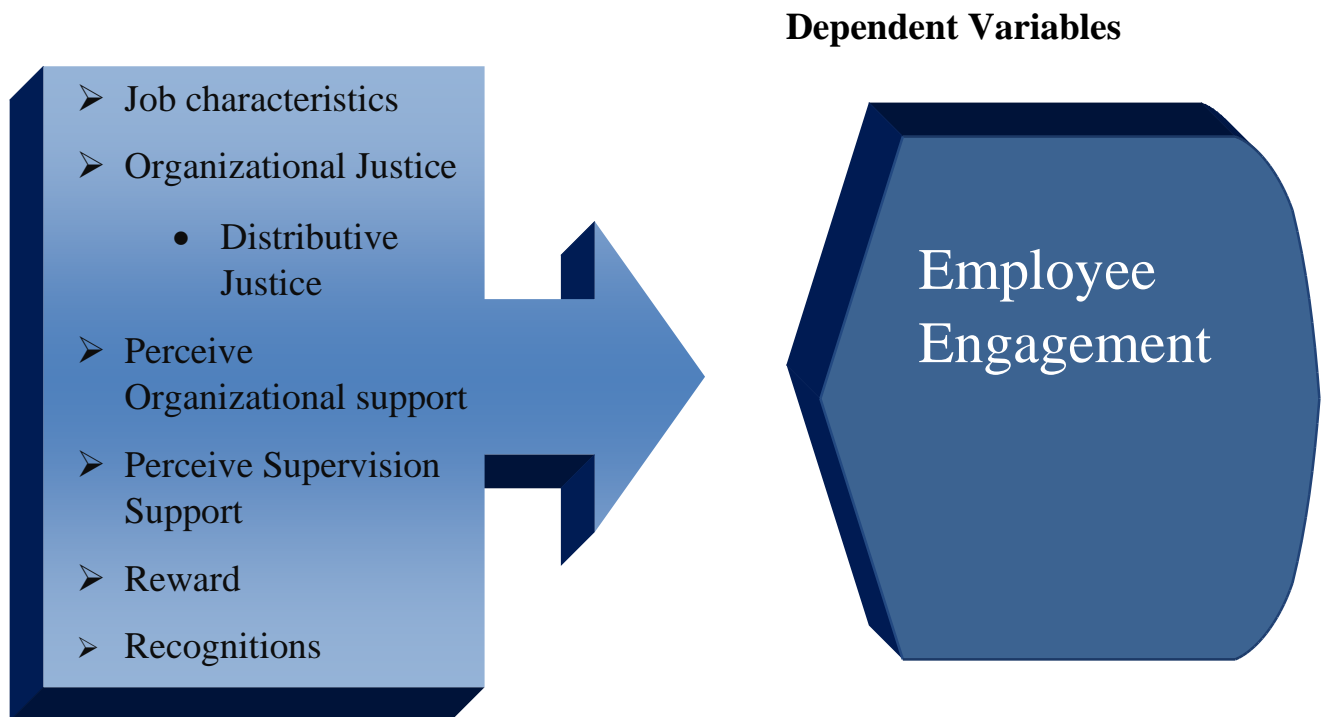 Dependent Variables
Job characteristics
Organizational Justice
Distributive
Justice
Perceive
Organizational support
Perceive Supervision
Support
Reward
Recognitions
Employee
Engagement